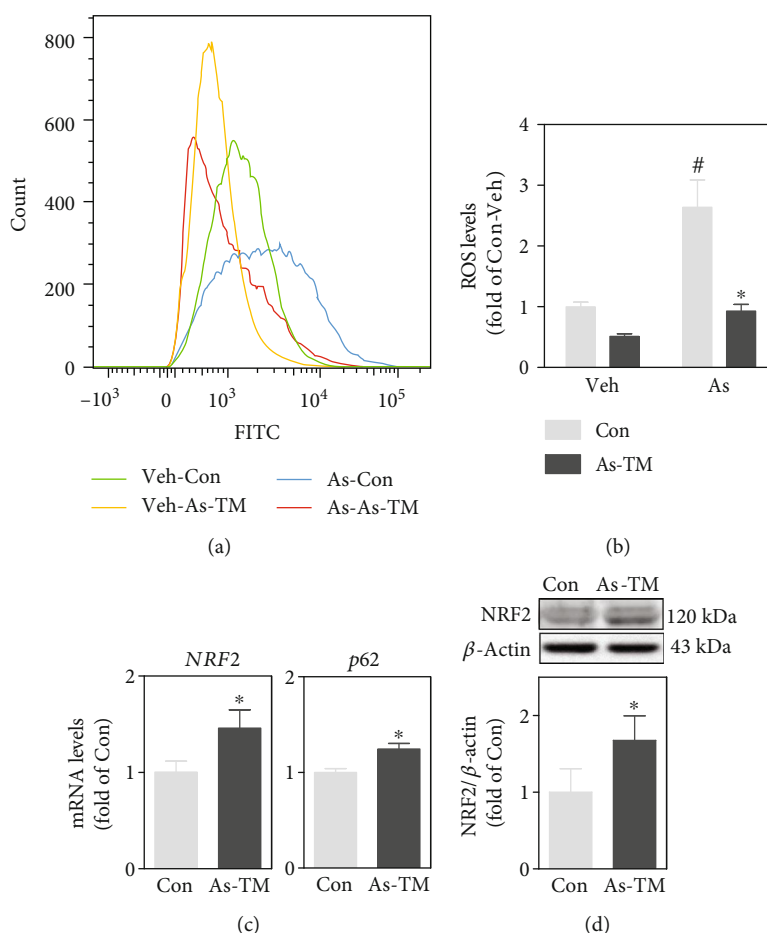 800
600
400
200
0
Count
−10³ 0 10³ 10⁴ 10⁵
FITC
Veh-Con As-Con
Veh-As-TM As-As-TM
(a)
4
3
2
1
0
ROS levels
(fold of Con-Veh)
#
*
Veh As
Con
As-TM
(b)
NRF2
2
1
0
mRNA levels
(fold of Con)
*
Con As-TM
p62
2
1
0
*
Con As-TM
(c)
Con As-TM
NRF2 120 kDa
β-Actin 43 kDa
2
1
0
NRF2/β-actin
(fold of Con)
*
Con As-TM
(d)